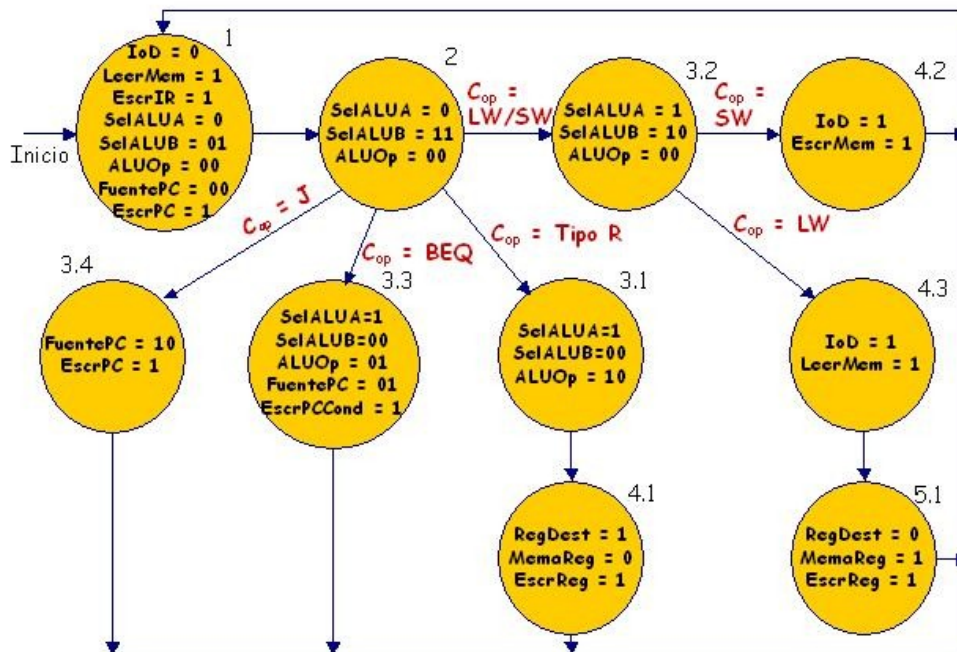 1
IoD = 0
LeerMem = 1
EscrIR = 1
SelALUA = 0
SelALUB = 01
ALUOp = 00
FuentePC = 00
EscrPC = 1
Inicio
2
SelALUA = 0
SelALUB = 11
ALUOp = 00
Cop =
LW/SW
3.2
SelALUA = 1
SelALUB = 10
ALUOp = 00
Cop =
SW
4.2
IoD = 1
EscrMem = 1
Cop = J
Cop = BEQ
Cop = Tipo R
Cop = LW
3.4
FuentePC = 10
EscrPC = 1
3.3
SelALUA=1
SelALUB=00
ALUOp = 01
FuentePC = 01
EscrPCCond = 1
3.1
SelALUA=1
SelALUB=00
ALUOp = 10
4.3
IoD = 1
LeerMem = 1
4.1
RegDest = 1
MemaReg = 0
EscrReg = 1
5.1
RegDest = 0
MemaReg = 1
EscrReg = 1